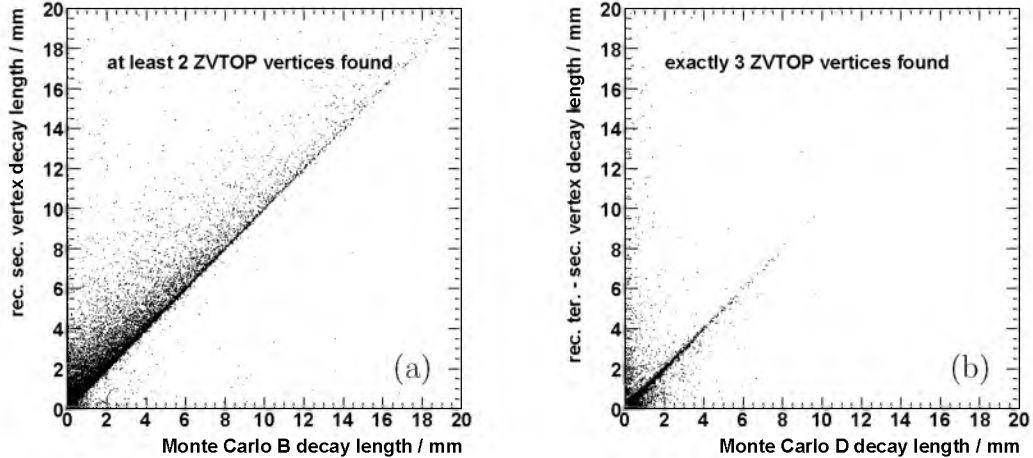 rec. sec. vertex decay length / mm
20
18
16
14
12
10
8
6
4
2
0
at least 2 ZVTOP vertices found
(a)
0 2 4 6 8 10 12 14 16 18 20
Monte Carlo B decay length / mm
rec. ter. - sec. vertex decay length / mm
20
18
16
14
12
10
8
6
4
2
0
exactly 3 ZVTOP vertices found
(b)
0 2 4 6 8 10 12 14 16 18 20
Monte Carlo D decay length / mm